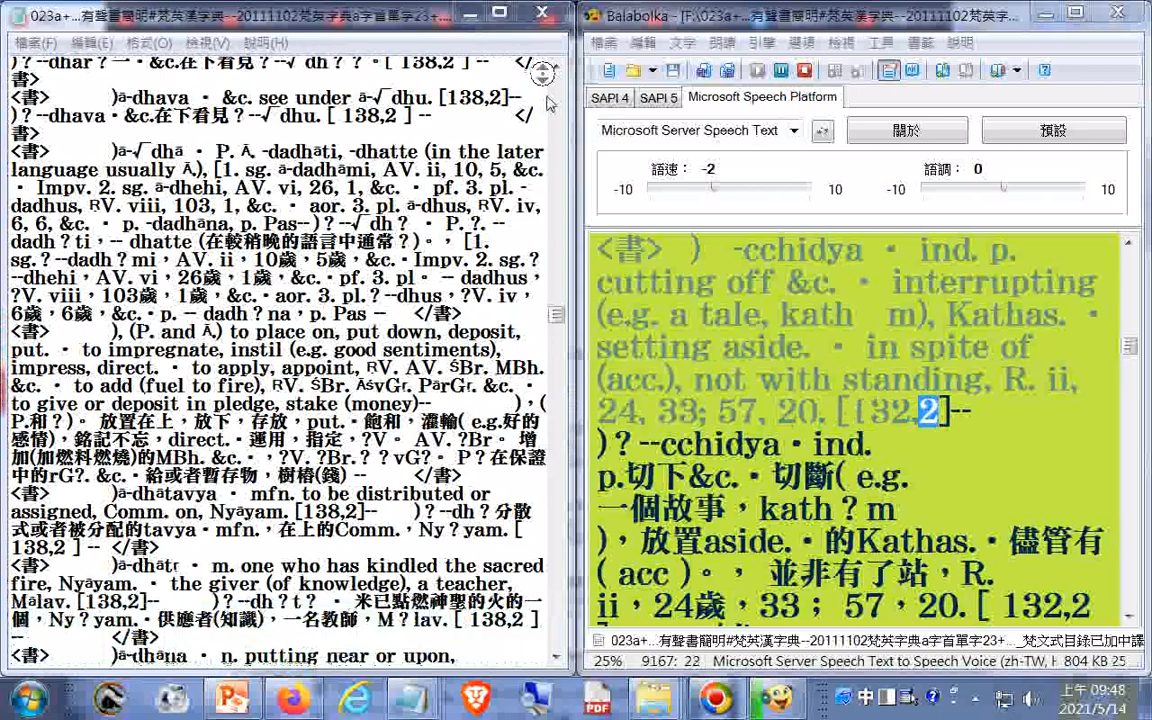 ...有聲書簡明#梵英漢字典--20111102梵英字典a字首單字23+...
檔案(F) 編輯(E) 格式(O) 檢視(V) 說明(H)
)?--dhar?一・&c.在下看見?--√ dh??。[ 138,2 ] -- </
書>
<書> )ā-dhava ・ &c. see under ā-√dhu. [138,2]--
)?--dhava・&c.在下看見?--√dhu. [ 138,2 ] -- </
書>
<書> )ā-√dhā ・ P. Ā. -dadhāti, -dhatte (in the later
language usually Ā.), [1. sg. ā-dadhāmi, AV. ii, 10, 5, &c.
・ Impv. 2. sg. ā-dhehi, AV. vi, 26, 1, &c. ・ pf. 3. pl. -
dadhus, RV. viii, 103, 1, &c. ・ aor. 3. pl. ā-dhus, RV. iv,
6, 6, &c. ・ p. -dadhāna, p. Pas--)?--√dh?・P.?. --
dadh?ti，-- dhatte (在較稍晚的語言中通常?)。，[1.
sg.?--dadh?mi，AV. ii，10歲，5歲，&c.・Impv. 2. sg.?
--dhehi，AV. vi，26歲，1歲，&c.・pf. 3. pl。-- dadhus，
?V. viii，103歲，1歲，&c.・aor. 3. pl.?--dhus，?V. iv，
6歲，6歲，&c.・p. -- dadh?na，p. Pas -- </書>
<書> ), (P. and Ā.) to place on, put down, deposit,
put. ・ to impregnate, instil (e.g. good sentiments),
impress, direct. ・ to apply, appoint, RV. AV. ŚBr. MBh.
&c. ・ to add (fuel to fire), RV. ŚBr. ĀśvGr. PārGr. &c. ・
to give or deposit in pledge, stake (money)-- )，(
P.和?)。放置在上，放下，存放，put.・飽和，灌輸( e.g.好的
感情)，銘記不忘，direct.・運用，指定，?V。AV. ?Br。增
加(加燃料燃燒)的MBh. &c.・，?V. ?Br.??vG?。P?在保證
中的rG?. &c.・給或者暫存物，樹樁(錢) </書>
<書> )ā-dhātavya ・ mfn. to be distributed or
assigned, Comm. on, Nyāyam. [138,2]-- )?--dh?分散
式或者被分配的tavya・mfn.，在上的Comm.，Ny?yam. [
138,2 ] -- </書>
<書> )ā-dhātr ・ m. one who has kindled the sacred
fire, Nyāyam. ・ the giver (of knowledge), a teacher,
Mālav. [138,2]-- )?--dh?t?・米已點燃神聖的火的一
個，Ny?yam.・供應者(知識)，一名教師，M?lav. [ 138,2 ]
-- </書>
<書> )ā-dhāna ・ n. putting near or upon,
Balabolka - [F:\023a+...有聲書簡明#梵英漢字典--20111102梵英字...
檔案 編輯 文字 朗讀 引擎 選項 檢視 工具 書籤 說明
SAPI 4 SAPI 5 Microsoft Speech Platform
Microsoft Server Speech Text 關於 預設
語速： -2 語調： 0
-10 10 -10 10
<書> ) -cchidya ・ ind. p.
cutting off &c. ・ interrupting
(e.g. a tale, kath m), Kathas. ・
setting aside. ・ in spite of
(acc.), not with standing, R. ii,
24, 33; 57, 20. [132,2]--
)?--cchidya・ind.
p.切下&c.・切斷( e.g.
一個故事，kath?m
)，放置aside.・的Kathas.・儘管有
( acc )。， 並非有了站，R.
ii，24歲，33； 57，20. [ 132,2
023a+...有聲書簡明#梵英漢字典--20111102梵英字典a字首單字23+..._梵文式目錄已加中譯
25% 9167: 22 Microsoft Server Speech Text to Speech Voice (zh-TW, 804 KB 25
中
PDF
上午 09:48
2021/5/14